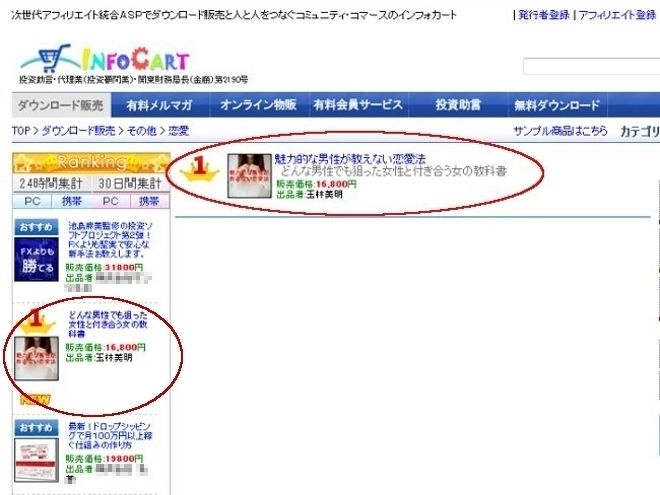 次世代アフィリエイト統合ASPでダウンロード販売と人と人をつなぐコミュニティ・コマースのインフォカート
|発行者登録|アフィリエイト登録
INFOCART
投資助言・代理業(投資顧問業)・関東財務局長(金商)第2190号
ダウンロード販売 有料メルマガ オンライン物販 有料会員サービス 投資助言 無料ダウンロード
TOP > ダウンロード販売 > その他 > 恋愛
サンプル商品はこちら カテゴリ
Ranking
24時間集計 30日間集計
PC 携帯 PC 携帯
1
魅力的な男性が教えない恋愛法
どんな男性でも狙った女性と付き合う女の教科書
販売価格:16,800円
出品者:玉林美明
おすすめ
FXよりも
勝てる
池島麻美監修の投資ソ
フトプロジェクト第2弾!
FXより堅実で安心な
新手法お教えします。
販売価格:31800円
出品者:
1
どんな男性でも狙った
女性と付き合う女の教
科書
販売価格:16,800円
出品者:玉林美明
NEW
おすすめ
最新!ドロップシッピン
グで月100万円以上稼
ぐ仕組みの作り方
販売価格:19800円
出品者: